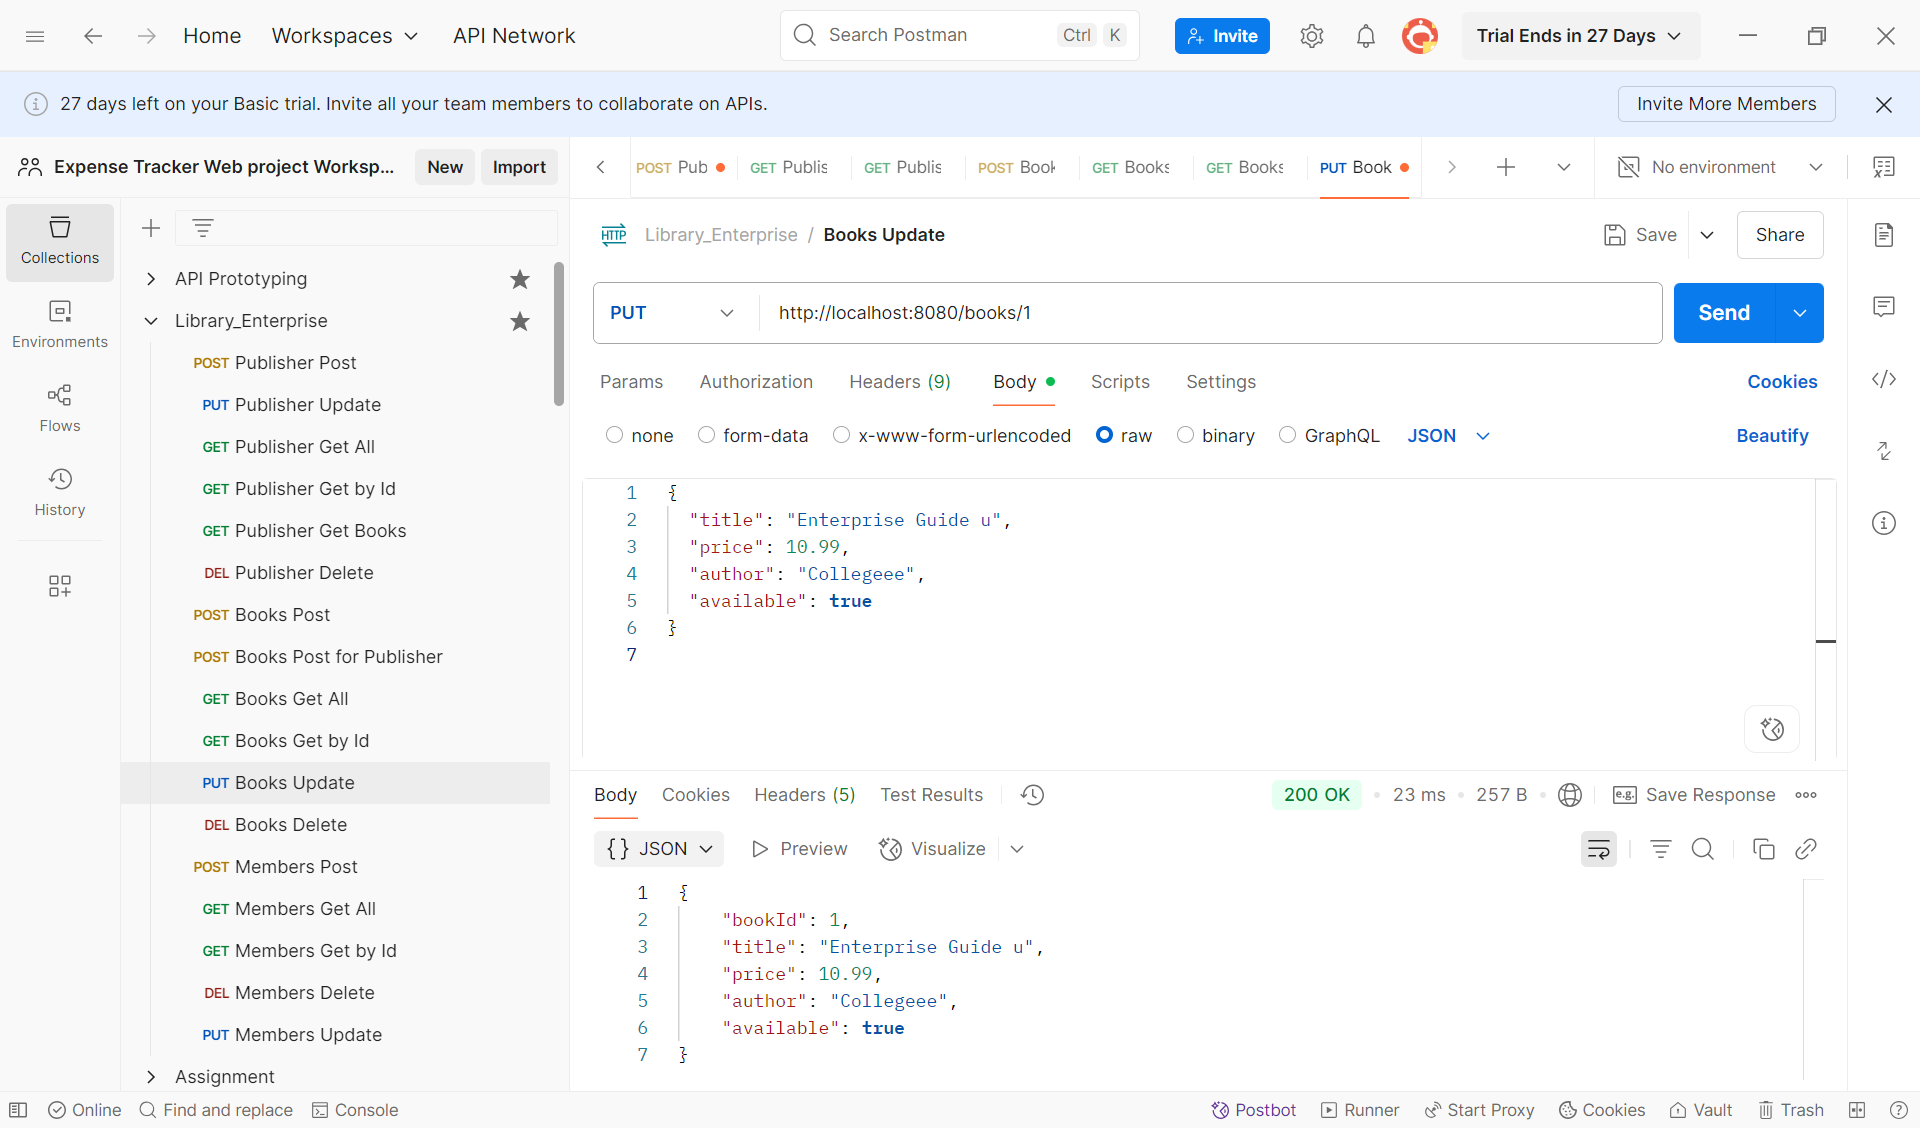 Home Workspaces API Network Search Postman Ctrl K Invite Trial Ends in 27 Days
27 days left on your Basic trial. Invite all your team members to collaborate on APIs. Invite More Members
Expense Tracker Web project Worksp... New Import
POST Pub GET Publis GET Publis POST Book GET Books GET Books PUT Book No environment
Collections
Environments
Flows
History
API Prototyping
Library_Enterprise
POST Publisher Post
PUT Publisher Update
GET Publisher Get All
GET Publisher Get by Id
GET Publisher Get Books
DEL Publisher Delete
POST Books Post
POST Books Post for Publisher
GET Books Get All
GET Books Get by Id
PUT Books Update
DEL Books Delete
POST Members Post
GET Members Get All
GET Members Get by Id
DEL Members Delete
PUT Members Update
Assignment
HTTP Library_Enterprise / Books Update Save Share
PUT http://localhost:8080/books/1 Send
Params Authorization Headers (9) Body Scripts Settings Cookies
none form-data x-www-form-urlencoded raw binary GraphQL JSON Beautify
1 {
2 "title": "Enterprise Guide u",
3 "price": 10.99,
4 "author": "Collegeee",
5 "available": true
6 }
7
Body Cookies Headers (5) Test Results 200 OK • 23 ms • 257 B • e.g. Save Response
{} JSON Preview Visualize
1 {
2 "bookId": 1,
3 "title": "Enterprise Guide u",
4 "price": 10.99,
5 "author": "Collegeee",
6 "available": true
7 }
Online Find and replace Console Postbot Runner Start Proxy Cookies Vault Trash